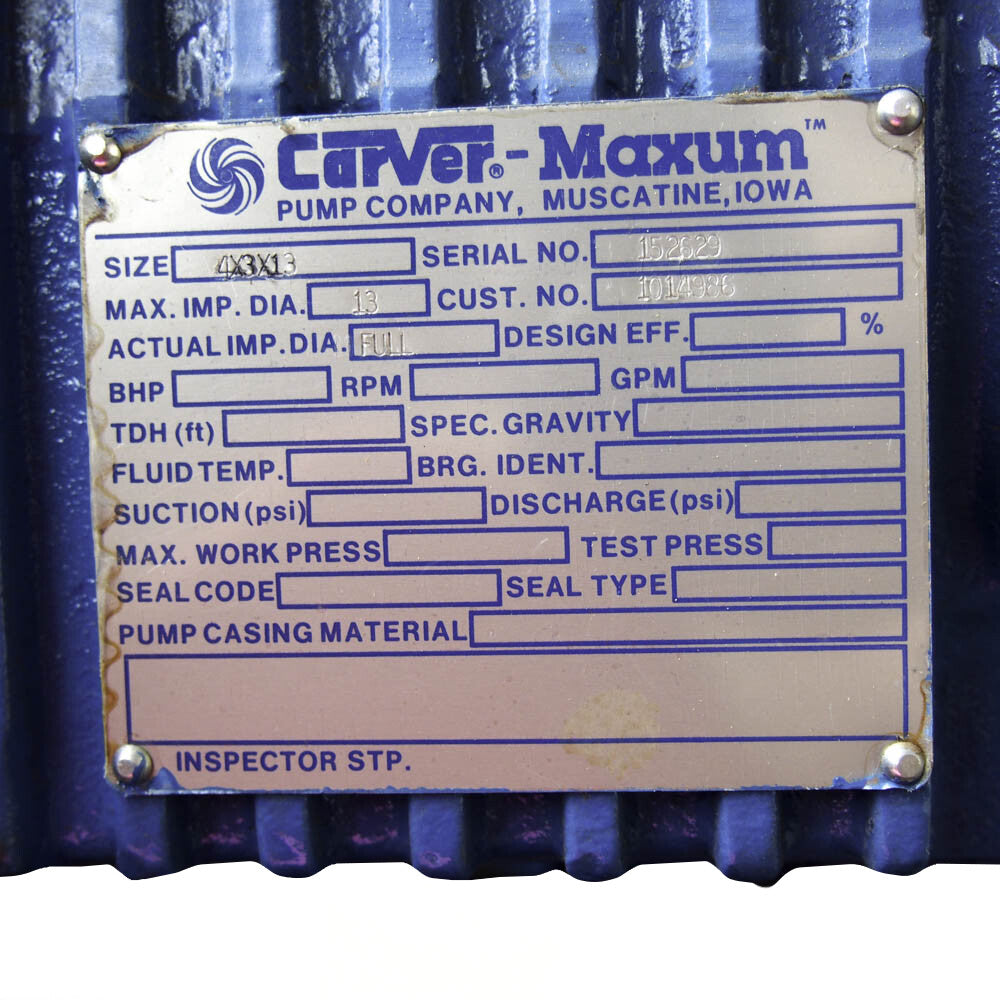 Carver®-Maxum™
PUMP COMPANY, MUSCATINE, IOWA
SIZE 4X3X13 SERIAL NO. 152629
MAX. IMP. DIA. 13 CUST. NO. 1014986
ACTUAL IMP. DIA. FULL DESIGN EFF. %
BHP RPM GPM
TDH (ft) SPEC. GRAVITY
FLUID TEMP. BRG. IDENT.
SUCTION (psi) DISCHARGE (psi)
MAX. WORK PRESS TEST PRESS
SEAL CODE SEAL TYPE
PUMP CASING MATERIAL
INSPECTOR STP.